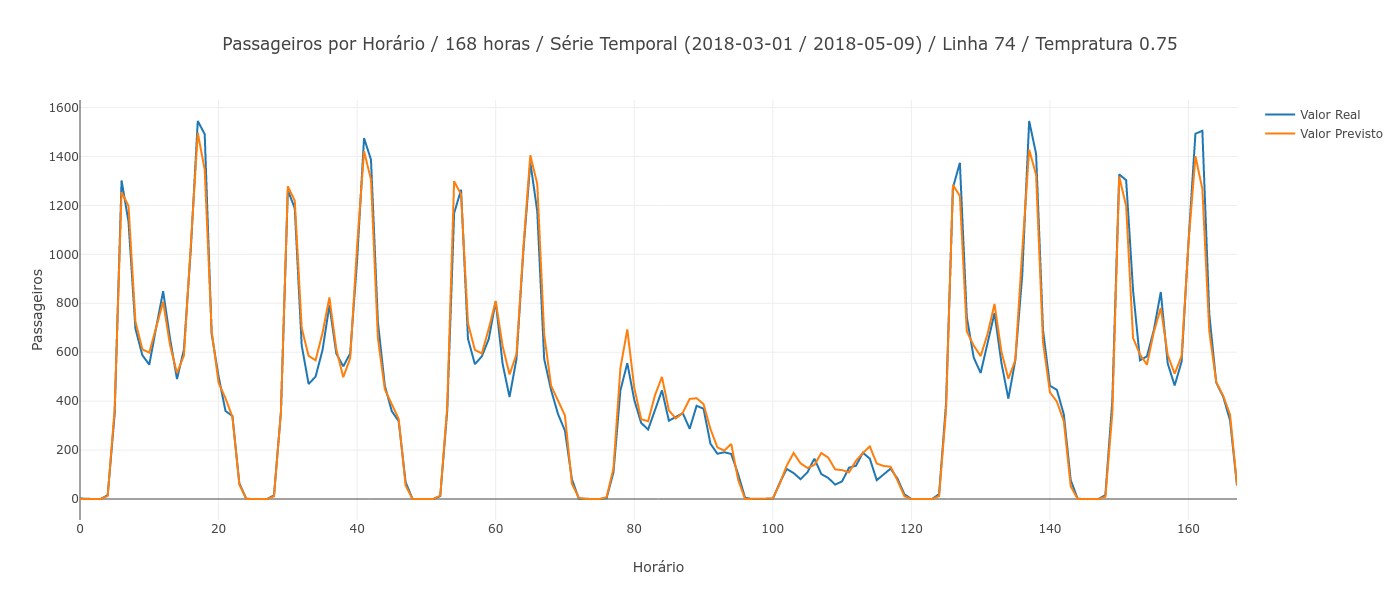 Passageiros por Horário / 168 horas / Série Temporal (2018-03-01 / 2018-05-09) / Linha 74 / Tempratura 0.75
Valor Real
Valor Previsto
Passageiros
1600
1400
1200
1000
800
600
400
200
0
0 20 40 60 80 100 120 140 160
Horário